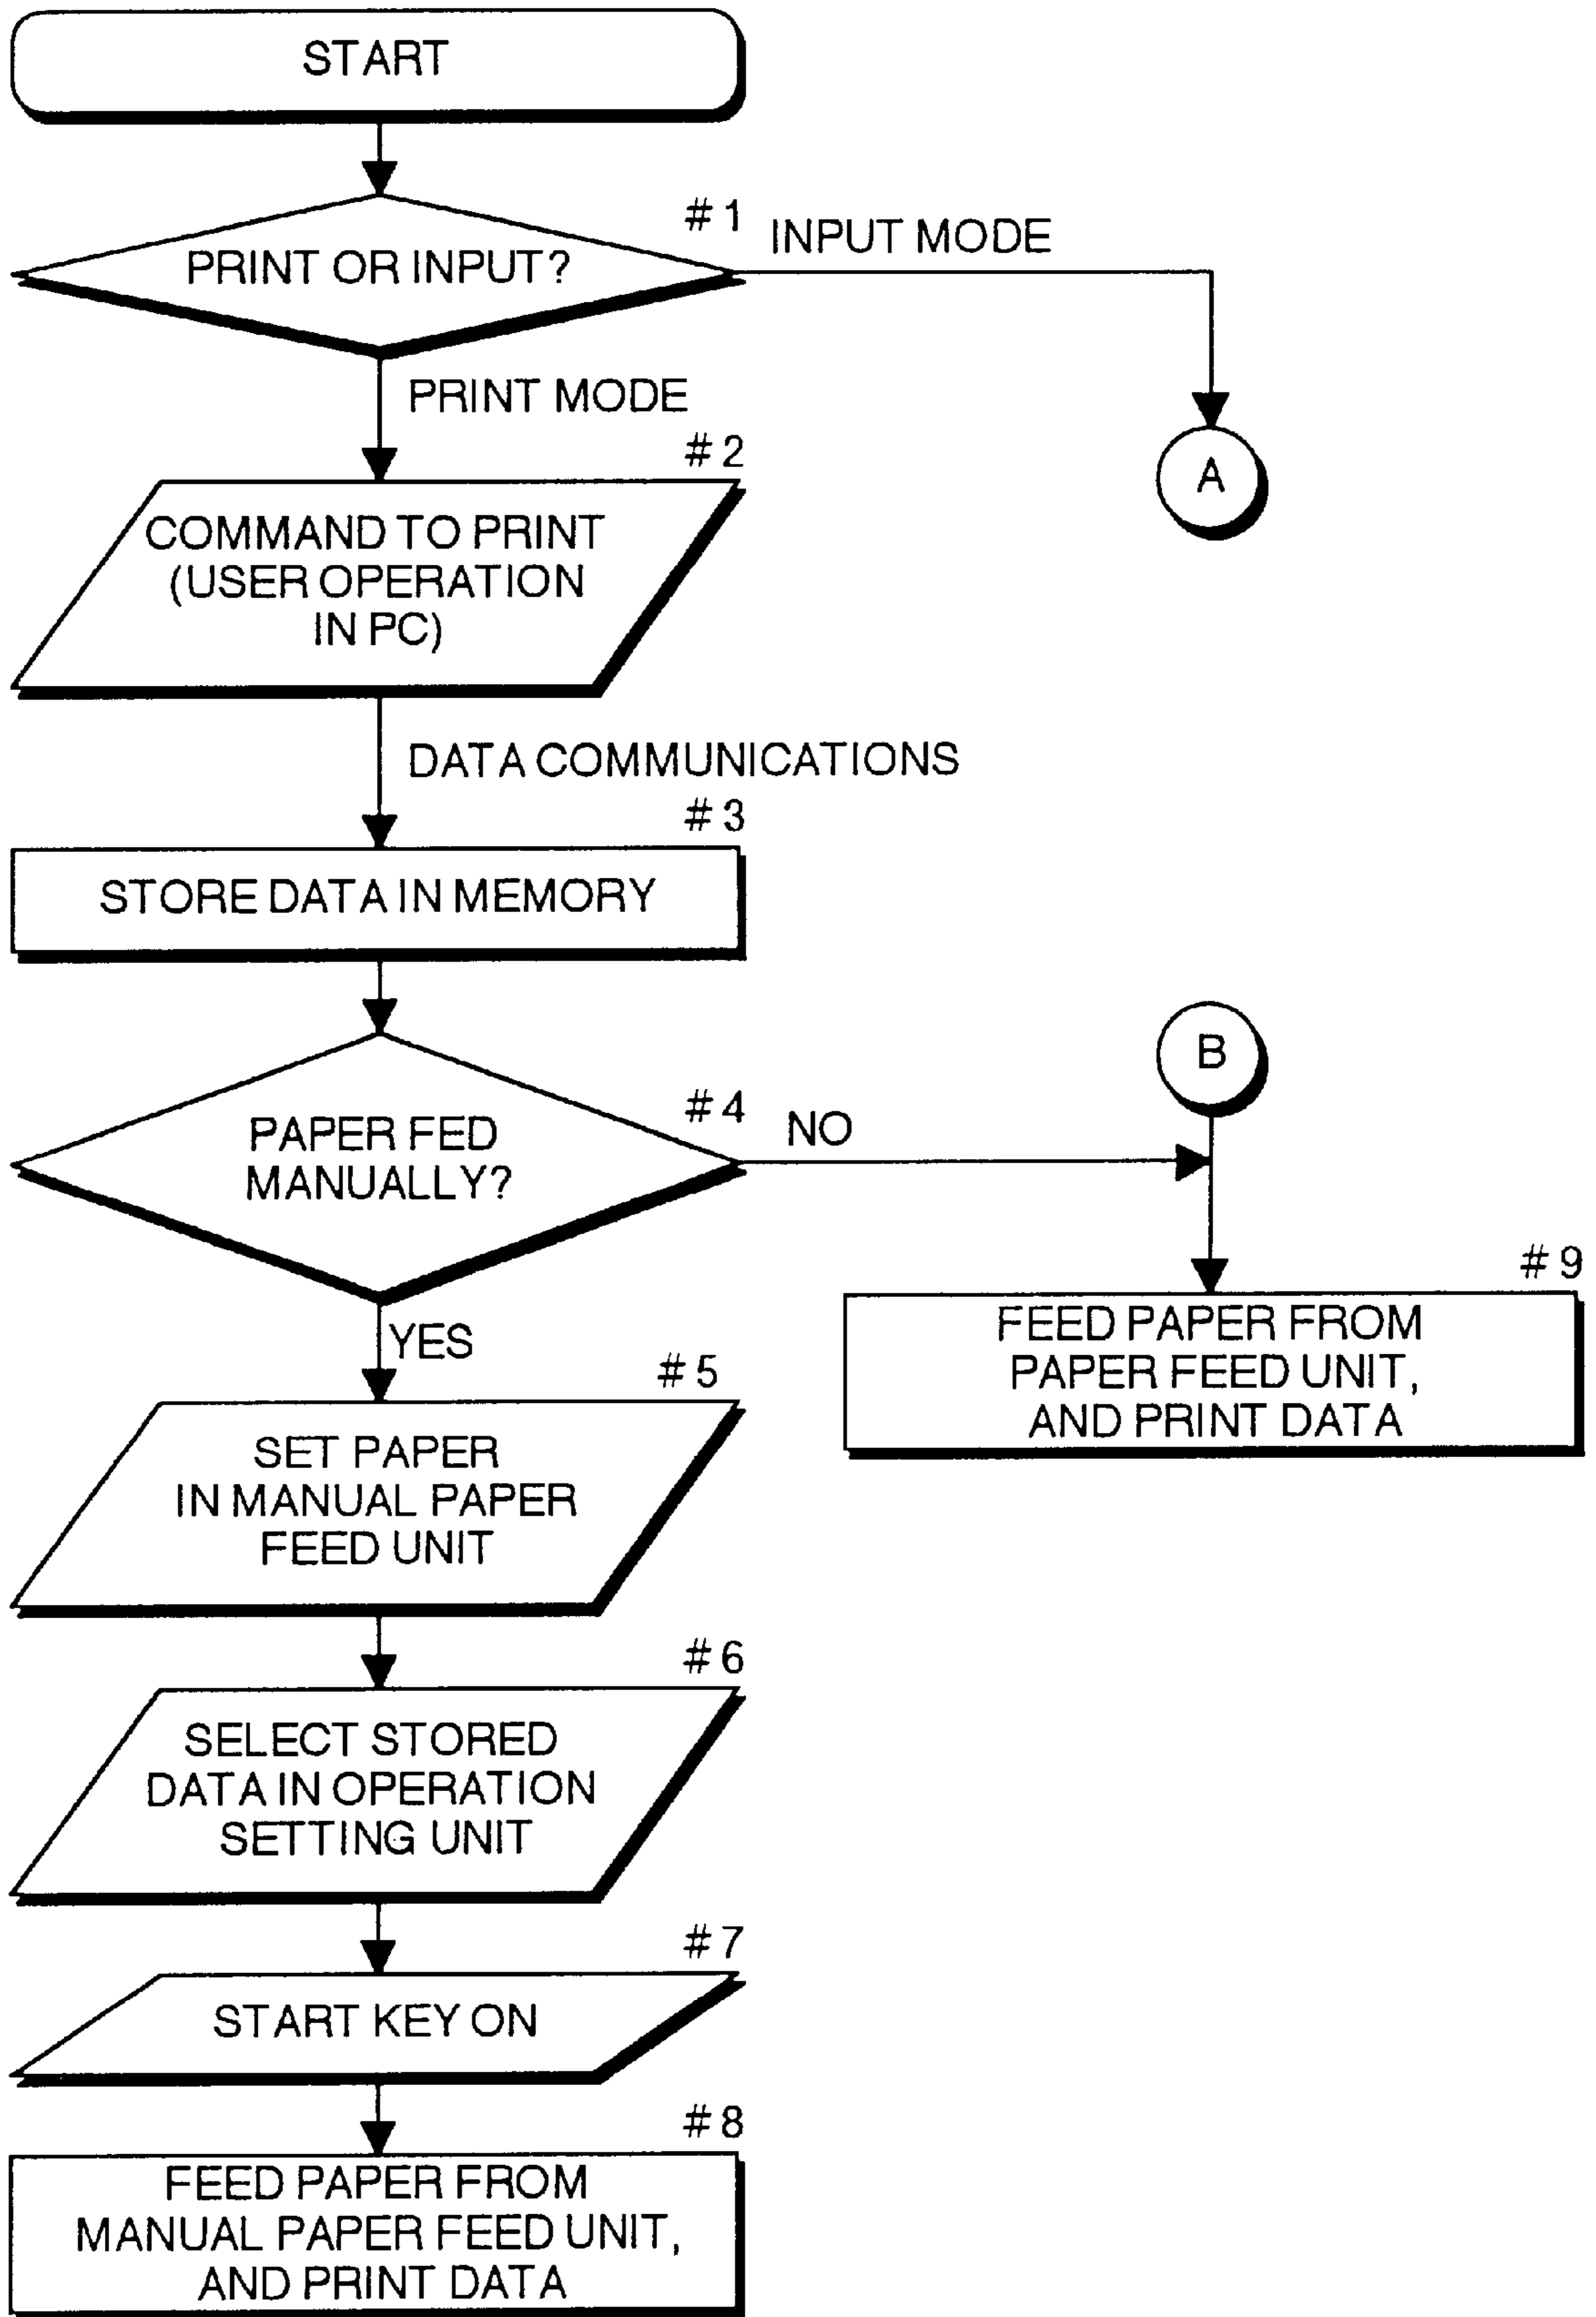 START
#1
PRINT OR INPUT?
INPUT MODE
PRINT MODE
A
#2
COMMAND TO PRINT
(USER OPERATION
IN PC)
DATA COMMUNICATIONS
#3
STORE DATA IN MEMORY
#4
PAPER FED
MANUALLY?
NO
B
YES
#9
FEED PAPER FROM
PAPER FEED UNIT,
AND PRINT DATA
#5
SET PAPER
IN MANUAL PAPER
FEED UNIT
#6
SELECT STORED
DATA IN OPERATION
SETTING UNIT
#7
START KEY ON
#8
FEED PAPER FROM
MANUAL PAPER FEED UNIT,
AND PRINT DATA